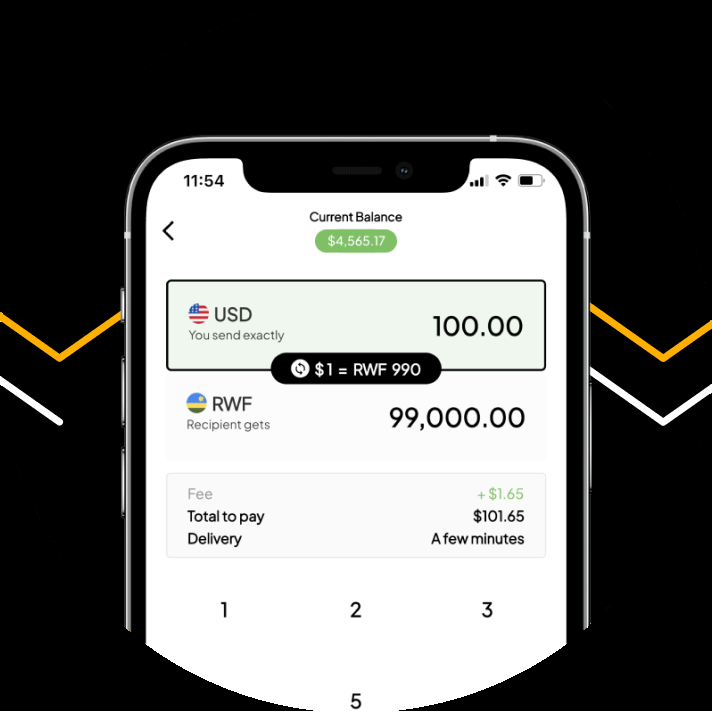 11:54
Current Balance
$4,565.17
USD 100.00
You send exactly
$1 = RWF 990
RWF 99,000.00
Recipient gets
Fee + $1.65
Total to pay $101.65
Delivery A few minutes
1 2 3
5